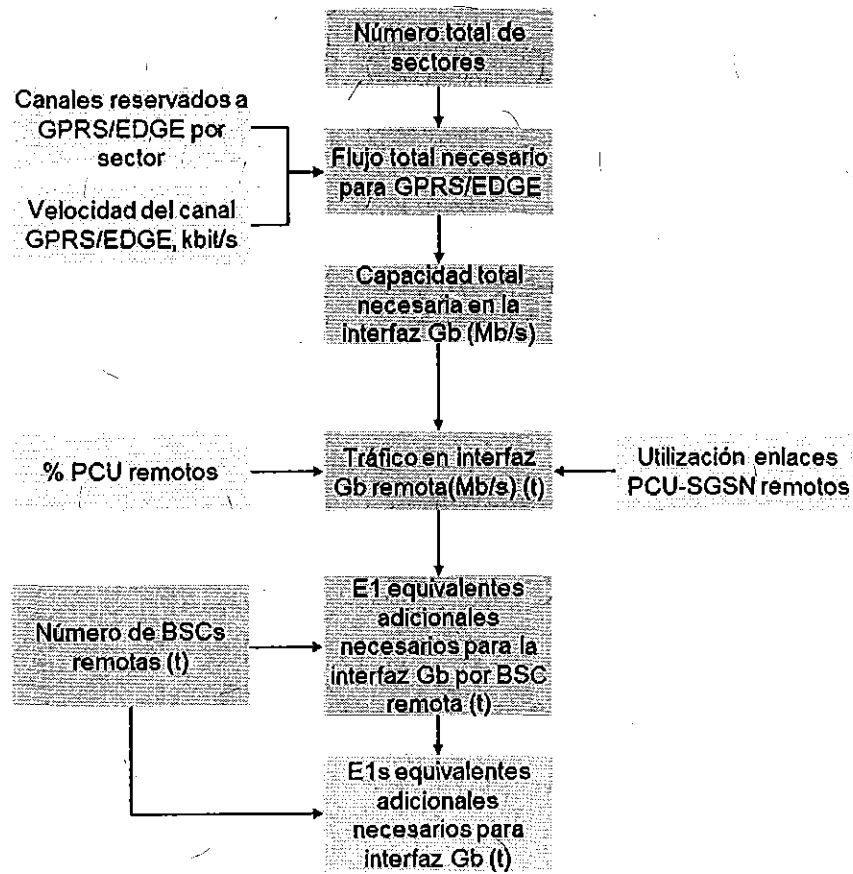 Número total de
sectores
Canales reservados a
GPRS/EDGE por
sector
Velocidad del canal
GPRS/EDGE, kbit/s
Flujo total necesario
para GPRS/EDGE
Capacidad total
necesaria en la
interfaz Gb (Mb/s)
% PCU remotos
Tráfico en interfaz
Gb remota(Mb/s) (t)
Utilización enlaces
PCU-SGSN remotos
Número de BSCs
remotas (t)
E1 equivalentes
adicionales
necesarios para la
interfaz Gb por BSC
remota (t)
E1s equivalentes
adicionales
necesarios para
interfaz Gb (t)